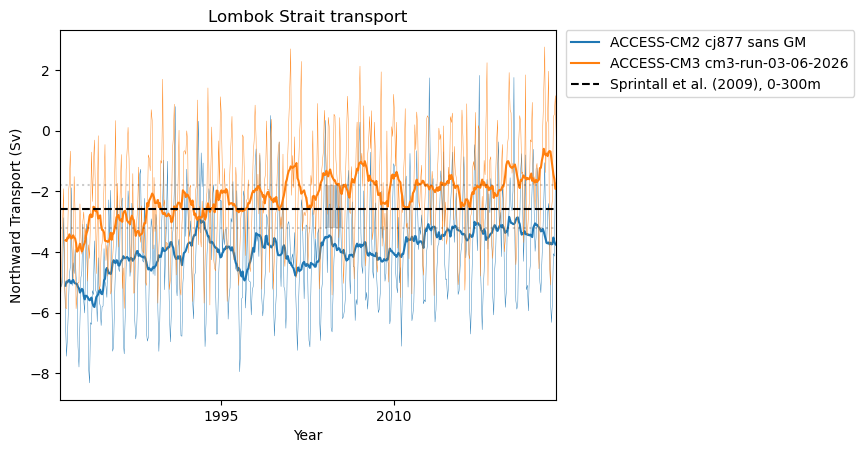 Lombok Strait transport
ACCESS-CM2 cj877 sans GM
ACCESS-CM3 cm3-run-03-06-2026
Sprintall et al. (2009), 0-300m
Northward Transport (Sv)
2
0
−2
−4
−6
−8
1995
2010
Year